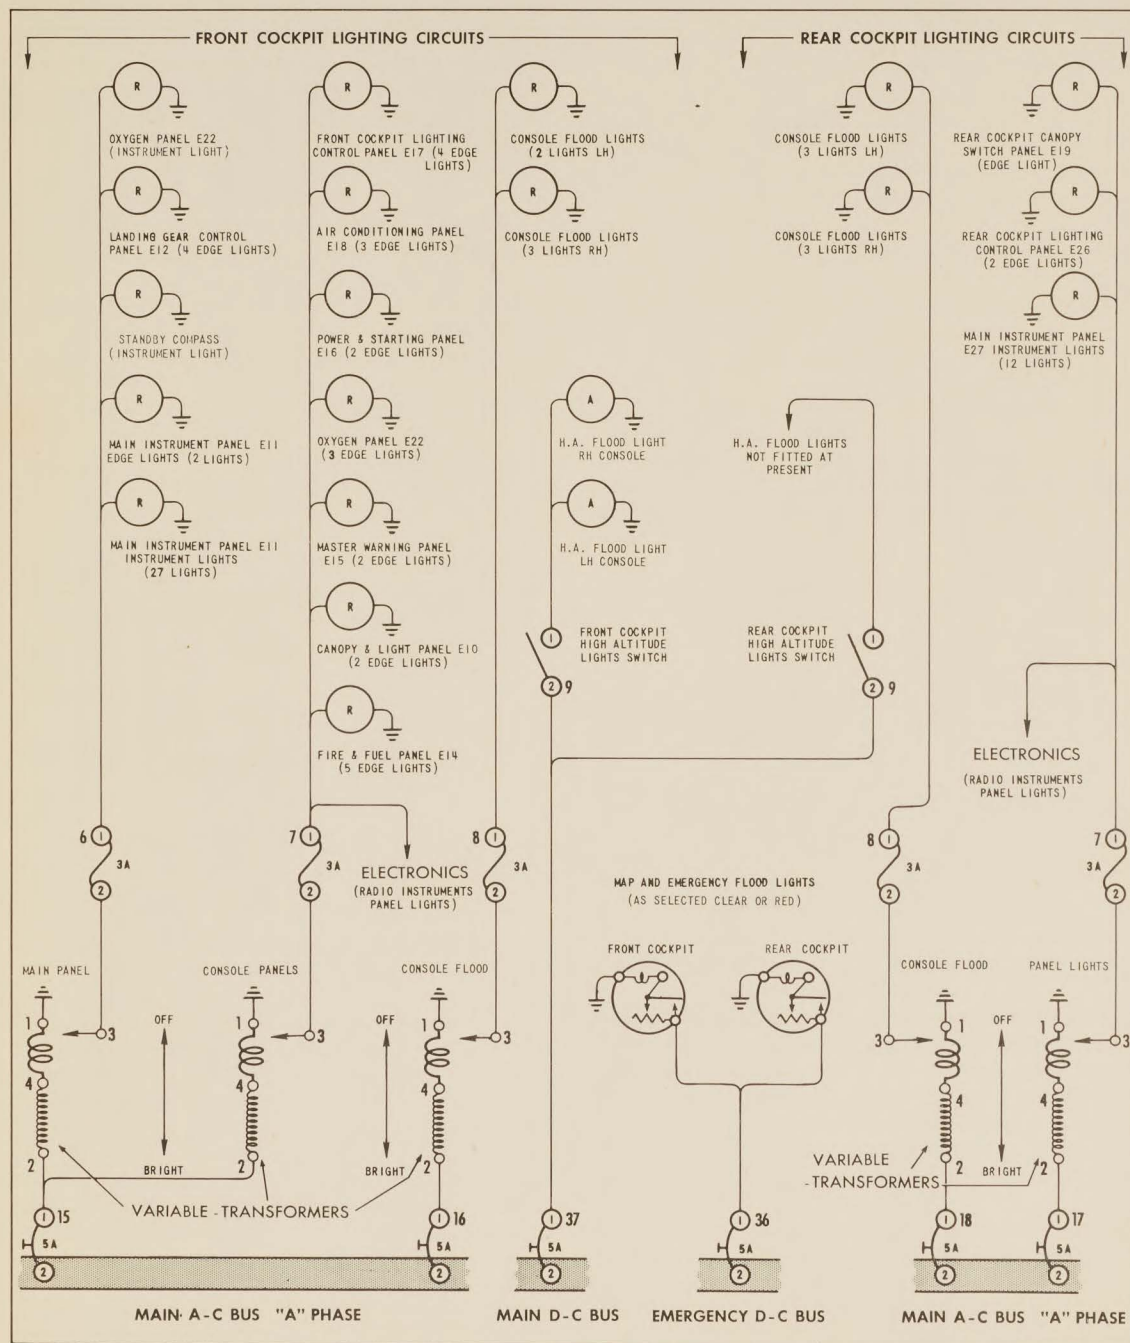 FRONT COCKPIT LIGHTING CIRCUITS
REAR COCKPIT LIGHTING CIRCUITS
R
OXYGEN PANEL E22
(INSTRUMENT LIGHT)
R
LANDING GEAR CONTROL
PANEL E12 (4 EDGE LIGHTS)
R
STANDBY COMPASS
(INSTRUMENT LIGHT)
R
MAIN INSTRUMENT PANEL E11
EDGE LIGHTS (2 LIGHTS)
R
MAIN INSTRUMENT PANEL E11
INSTRUMENT LIGHTS
(27 LIGHTS)
R
FRONT COCKPIT LIGHTING
CONTROL PANEL E17 (4 EDGE
LIGHTS)
R
AIR CONDITIONING PANEL
E18 (3 EDGE LIGHTS)
R
POWER & STARTING PANEL
E16 (2 EDGE LIGHTS)
R
OXYGEN PANEL E22
(3 EDGE LIGHTS)
R
MASTER WARNING PANEL
E15 (2 EDGE LIGHTS)
R
CANOPY & LIGHT PANEL E10
(2 EDGE LIGHTS)
R
FIRE & FUEL PANEL E14
(5 EDGE LIGHTS)
R
CONSOLE FLOOD LIGHTS
(2 LIGHTS LH)
R
CONSOLE FLOOD LIGHTS
(3 LIGHTS RH)
A
H.A. FLOOD LIGHT
RH CONSOLE
A
H.A. FLOOD LIGHT
LH CONSOLE
H.A. FLOOD LIGHTS
NOT FITTED AT
PRESENT
R
CONSOLE FLOOD LIGHTS
(3 LIGHTS LH)
R
CONSOLE FLOOD LIGHTS
(3 LIGHTS RH)
R
REAR COCKPIT CANOPY
SWITCH PANEL E19
(EDGE LIGHT)
R
REAR COCKPIT LIGHTING
CONTROL PANEL E26
(2 EDGE LIGHTS)
R
MAIN INSTRUMENT PANEL
E27 INSTRUMENT LIGHTS
(12 LIGHTS)
1
FRONT COCKPIT
HIGH ALTITUDE
LIGHTS SWITCH
2 9
REAR COCKPIT
HIGH ALTITUDE
LIGHTS SWITCH
1
2 9
ELECTRONICS
(RADIO INSTRUMENTS
PANEL LIGHTS)
6 1
3A
2
7 1
3A
2
ELECTRONICS
(RADIO INSTRUMENTS
PANEL LIGHTS)
8 1
3A
2
8 1
3A
2
7 1
3A
2
MAP AND EMERGENCY FLOOD LIGHTS
(AS SELECTED CLEAR OR RED)
FRONT COCKPIT
REAR COCKPIT
MAIN PANEL
CONSOLE PANELS
CONSOLE FLOOD
CONSOLE FLOOD
PANEL LIGHTS
1
3
4
2
OFF
BRIGHT
1
3
4
2
OFF
BRIGHT
1
3
4
2
3
1
4
2
OFF
BRIGHT
1
3
4
2
VARIABLE - TRANSFORMERS
VARIABLE
-TRANSFORMERS
1 15
5A
2
1 16
5A
2
1 37
5A
2
1 36
5A
2
1 18
5A
2
1 17
5A
2
MAIN A-C BUS "A" PHASE
MAIN D-C BUS
EMERGENCY D-C BUS
MAIN A-C BUS "A" PHASE